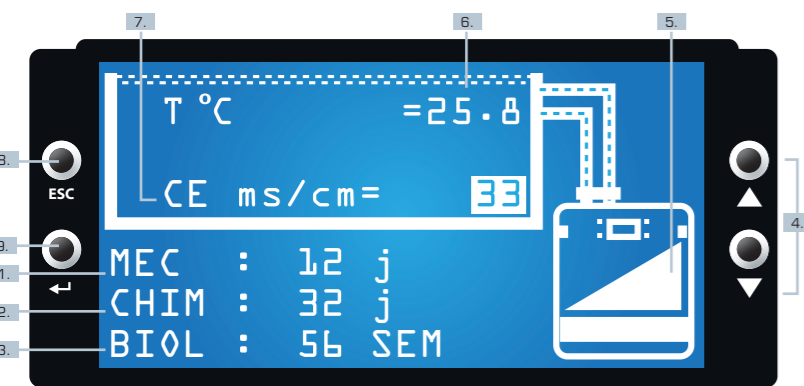 7. 6. 5.
T °C =25.8
8.
ESC
CE ms/cm= 33
4.
9.
MEC : 12 j
1.
CHIM : 32 j
2.
BIOL : 56 SEM
3.